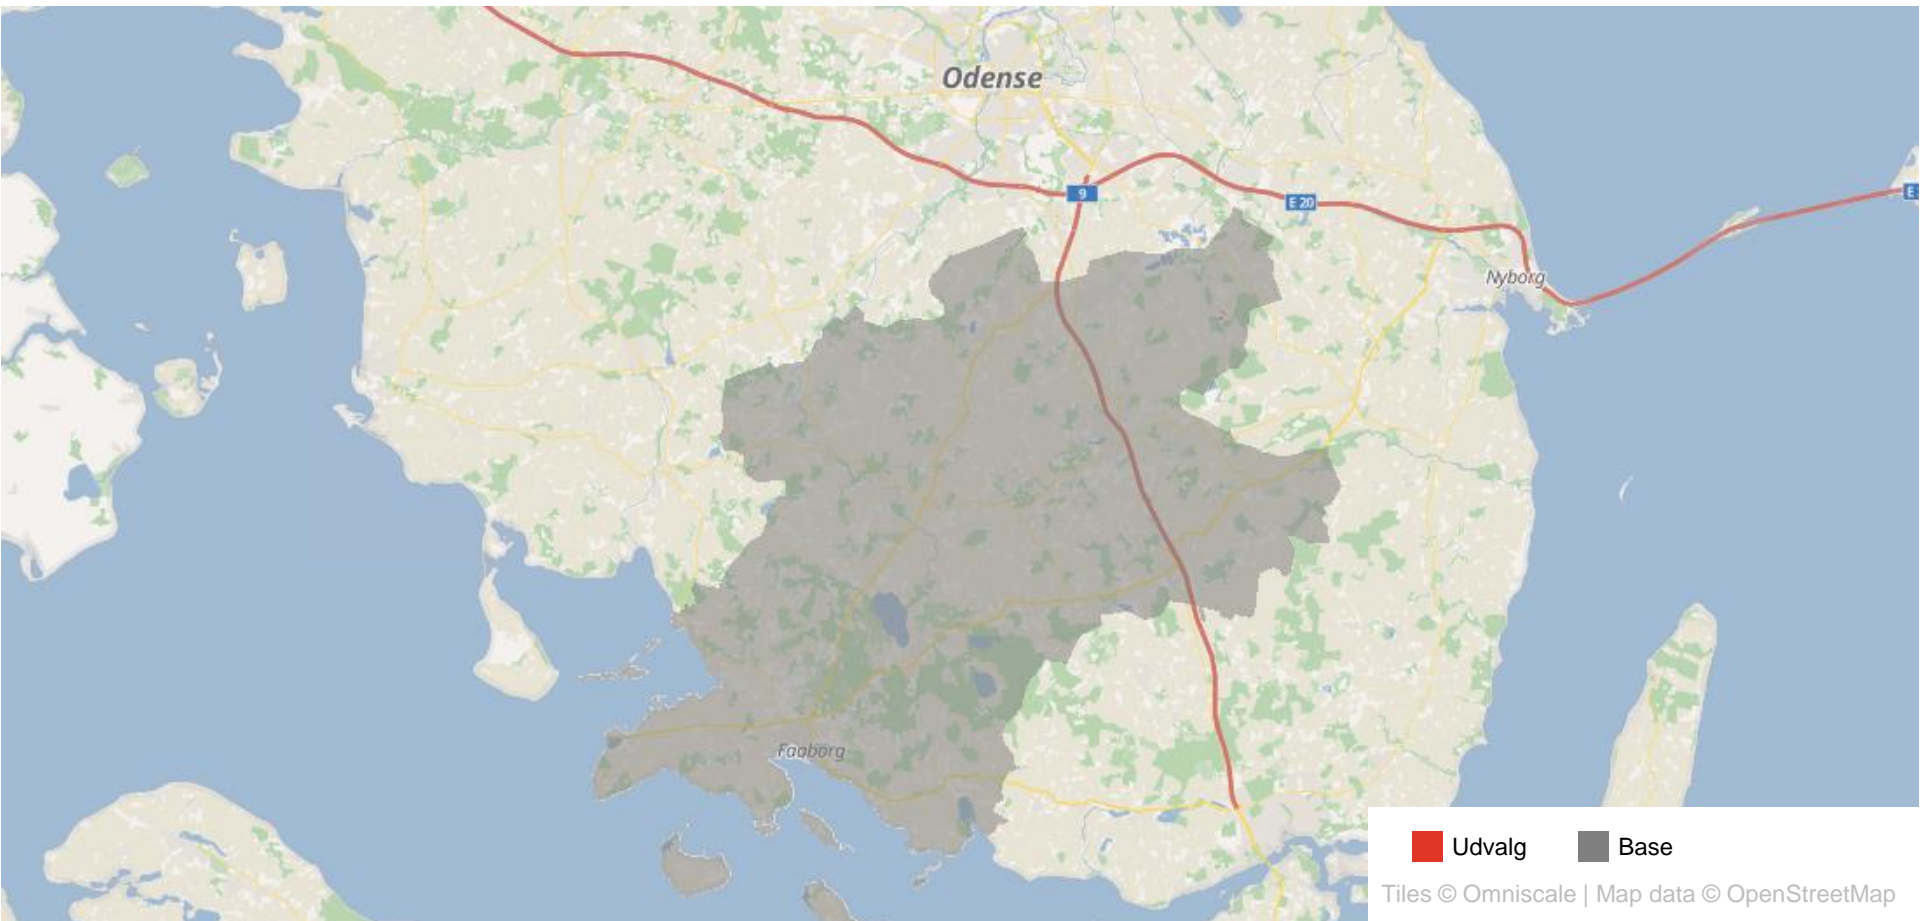 Odense
9
E 20
E
Nyborg
Faaborg
Udvalg
Base
Tiles © Omniscale | Map data © OpenStreetMap